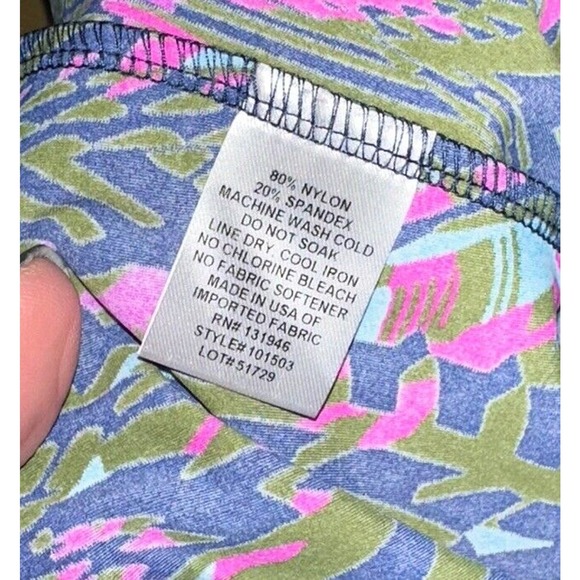 80% NYLON
20% SPANDEX
MACHINE WASH COLD
DO NOT SOAK
LINE DRY. COOL IRON
NO CHLORINE BLEACH
NO FABRIC SOFTENER
MADE IN USA OF
IMPORTED FABRIC
RN# 131946
STYLE# 101503
LOT# 51729